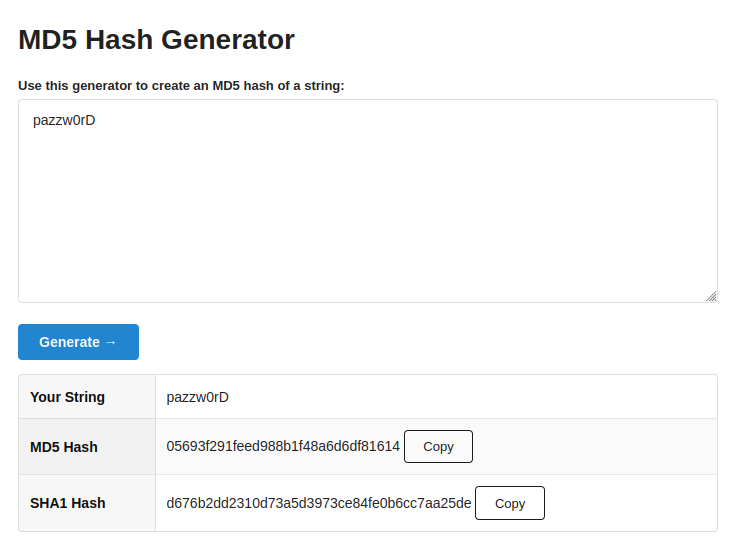 MD5 Hash Generator
Use this generator to create an MD5 hash of a string:
pazzw0rD
Generate →
Your String pazzw0rD
MD5 Hash 05693f291feed988b1f48a6d6df81614 Copy
SHA1 Hash d676b2dd2310d73a5d3973ce84fe0b6cc7aa25de Copy